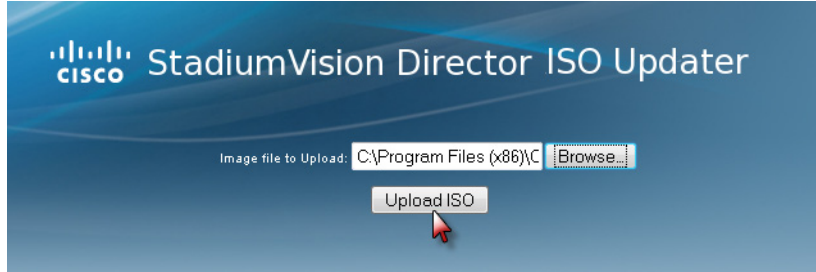 CISCO StadiumVision Director ISO Updater
Image file to Upload: C:\Program Files (x86)\C Browse...
Upload ISO